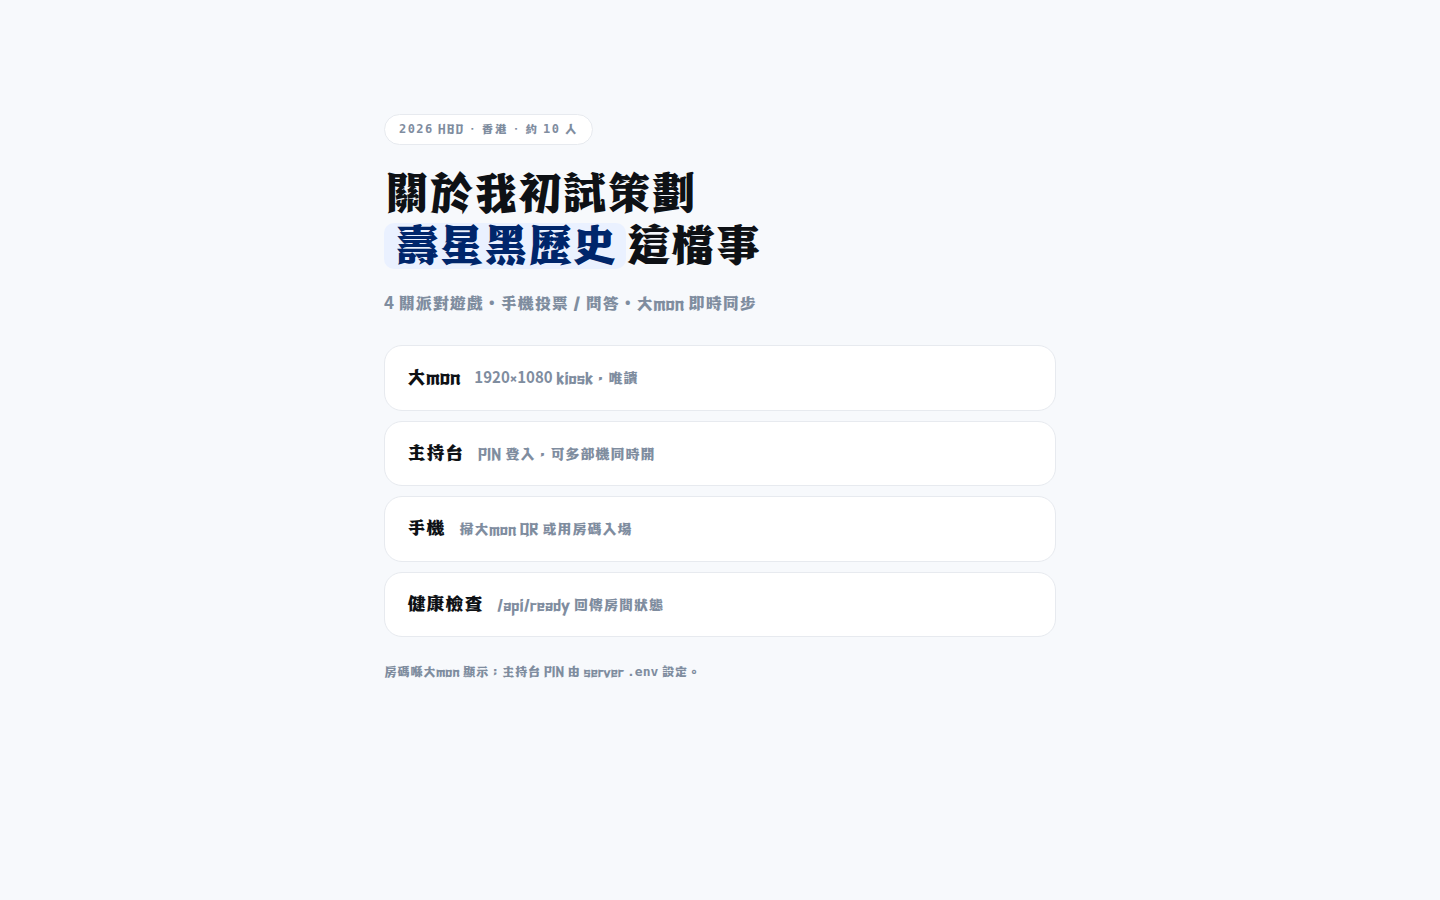 2026 HBD · 香港 · 約 10 人
關於我初試策劃
壽星黑歷史這檔事
4 關派對遊戲・手機投票 / 問答・大mon 即時同步
大mon 1920×1080 kiosk · 唯讀
主持台 PIN 登入 · 可多部機同時開
手機 掃大mon QR 或用房碼入場
健康檢查 /api/ready 回傳房間狀態
房碼喺大mon 顯示；主持台 PIN 由 server .env 設定。